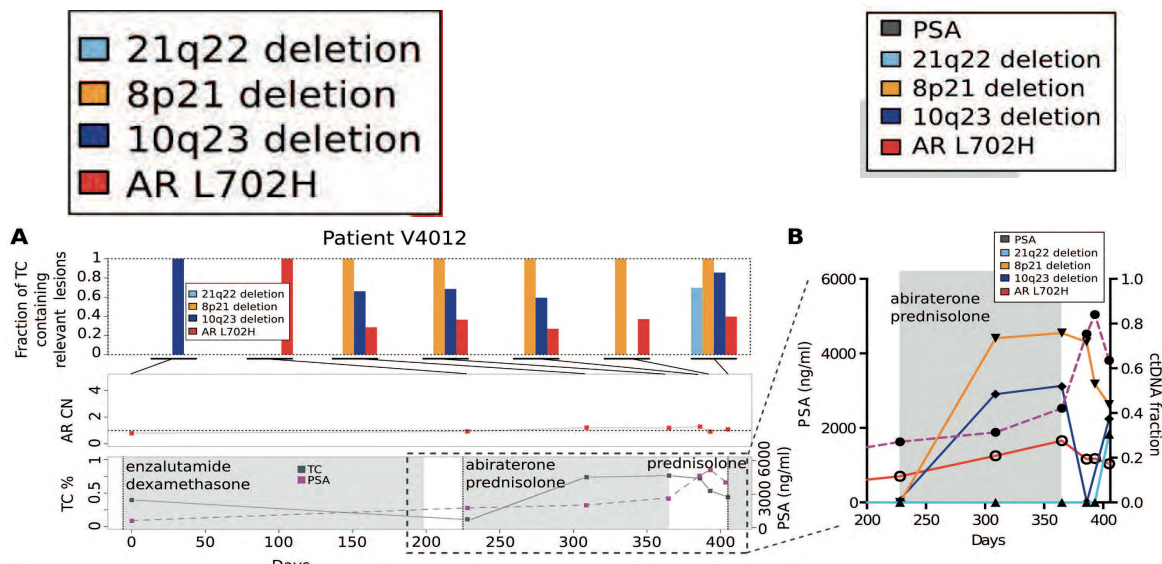 21q22 deletion
8p21 deletion
10q23 deletion
AR L702H
PSA
21q22 deletion
8p21 deletion
10q23 deletion
AR L702H
A
Patient V4012
Fraction of TC
containing
relevant lesions
1
0.8
0.6
0.4
0.2
0
21q22 deletion
8p21 deletion
10q23 deletion
AR L702H
AR CN
4
2
0
TC %
1
0.5
0
enzalutamide
dexamethasone
TC
PSA
abiraterone
prednisolone
prednisolone
0 3000 6000
PSA (ng/ml)
0 50 100 150 200 250 300 350 400
B
PSA
21q22 deletion
8p21 deletion
10q23 deletion
AR L702H
abiraterone
prednisolone
PSA (ng/ml)
6000
4000
2000
0
1.0
0.8
0.6
0.4
0.2
0.0
ctDNA fraction
200 250 300 350 400
Days